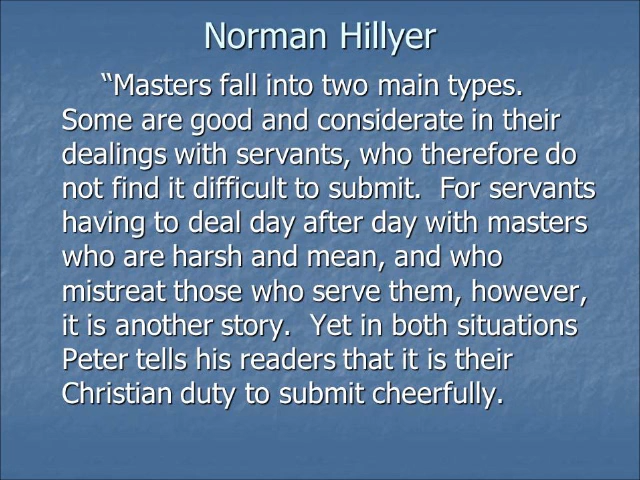 Norman Hillyer
“Masters fall into two main types.
Some are good and considerate in their
dealings with servants, who therefore do
not find it difficult to submit.  For servants
having to deal day after day with masters
who are harsh and mean, and who
mistreat those who serve them, however,
it is another story.  Yet in both situations
Peter tells his readers that it is their
Christian duty to submit cheerfully.